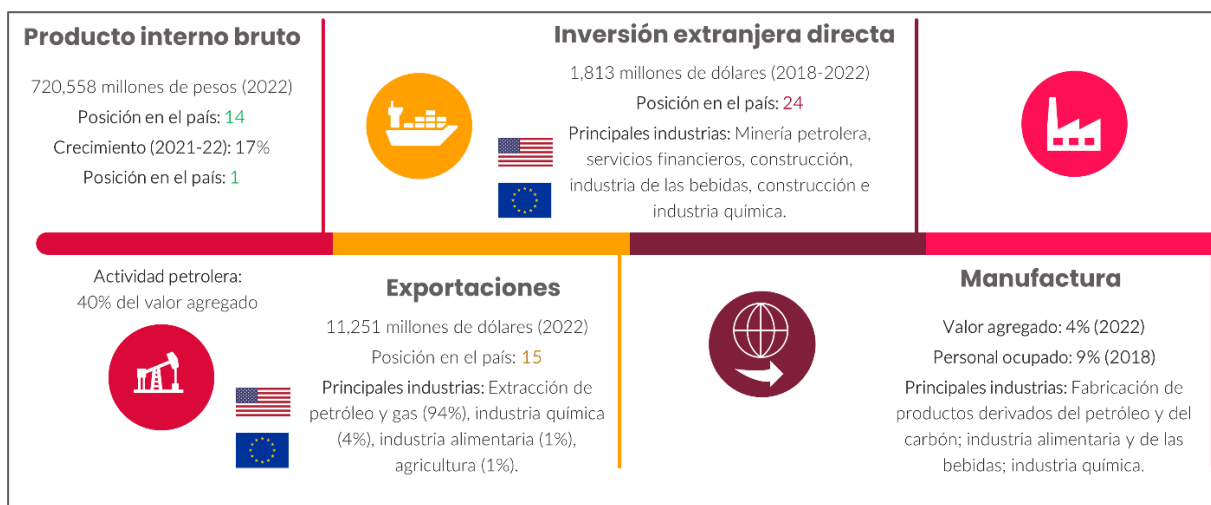 Producto interno bruto
720,558 millones de pesos (2022)
Posición en el país: 14
Crecimiento (2021-22): 17%
Posición en el país: 1
Actividad petrolera:
40% del valor agregado
Exportaciones
11,251 millones de dólares (2022)
Posición en el país: 15
Principales industrias: Extracción de
petróleo y gas (94%), industria química
(4%), industria alimentaria (1%),
agricultura (1%).
Inversión extranjera directa
1,813 millones de dólares (2018-2022)
Posición en el país: 24
Principales industrias: Minería petrolera,
servicios financieros, construcción,
industria de las bebidas, construcción e
industria química.
Manufactura
Valor agregado: 4% (2022)
Personal ocupado: 9% (2018)
Principales industrias: Fabricación de
productos derivados del petróleo y del
carbón; industria alimentaria y de las
bebidas; industria química.